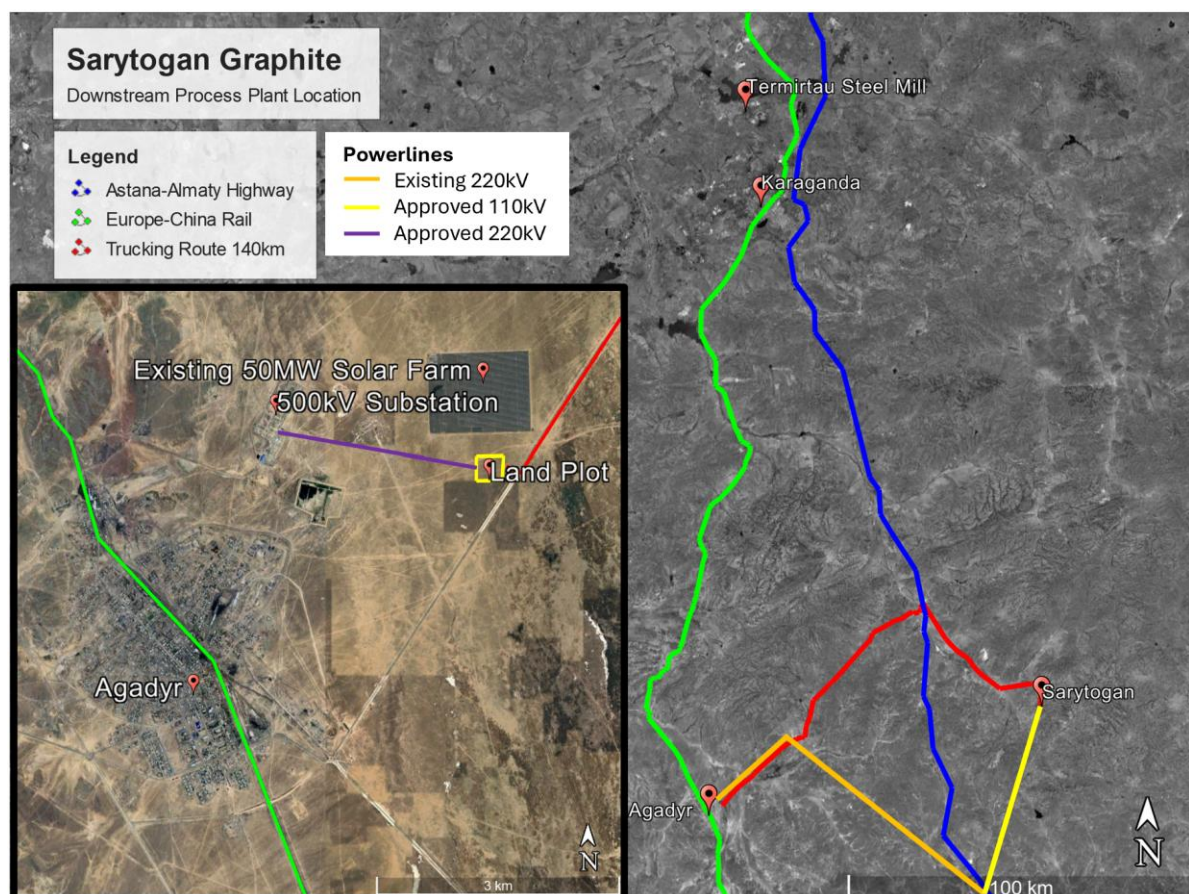 Sarytogan Graphite
Downstream Process Plant Location
Legend
Astana-Almaty Highway
Europe-China Rail
Trucking Route 140km
Powerlines
Existing 220kV
Approved 110kV
Approved 220kV
Termirtau Steel Mill
Karaganda
Sarytogan
Agadyr
N
100 km
Existing 50MW Solar Farm
500kV Substation
Land Plot
Agadyr
N
3 km